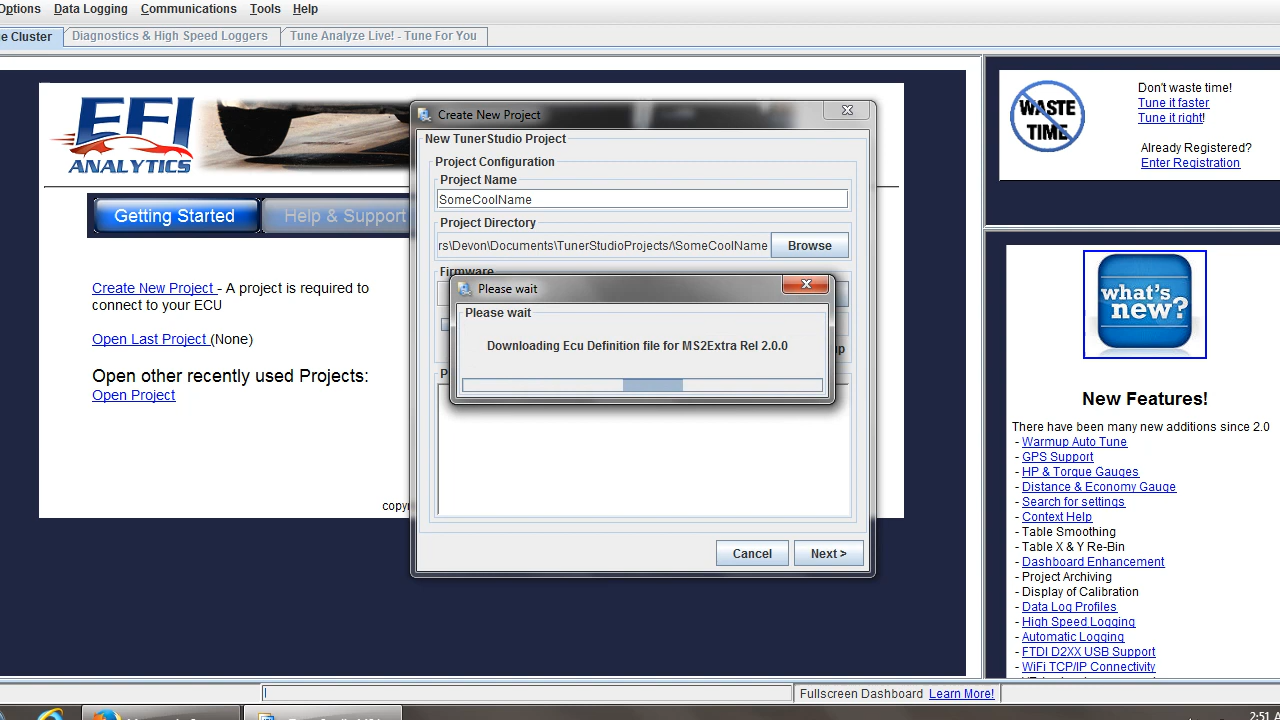 Options Data Logging Communications Tools Help
e Cluster Diagnostics & High Speed Loggers Tune Analyze Live! - Tune For You
EFI
ANALYTICS
Getting Started Help & Support
Create New Project - A project is required to
connect to your ECU
Open Last Project (None)
Open other recently used Projects:
Open Project
copy
Create New Project
New TunerStudio Project
Project Configuration
Project Name
SomeCoolName
Project Directory
rs\Devon\Documents\TunerStudioProjects/\SomeCoolName Browse
Firmware
Please wait
Please wait
Downloading Ecu Definition file for MS2Extra Rel 2.0.0
Cancel Next >
WASTE
TIME
Don't waste time!
Tune it faster
Tune it right!
Already Registered?
Enter Registration
what's
new?
New Features!
There have been many new additions since 2.0
- Warmup Auto Tune
- GPS Support
- HP & Torque Gauges
- Distance & Economy Gauge
- Search for settings
- Context Help
- Table Smoothing
- Table X & Y Re-Bin
- Dashboard Enhancement
- Project Archiving
- Display of Calibration
- Data Log Profiles
- High Speed Logging
- Automatic Logging
- FTDI D2XX USB Support
- WiFi TCP/IP Connectivity
Fullscreen Dashboard Learn More!
2:51 A